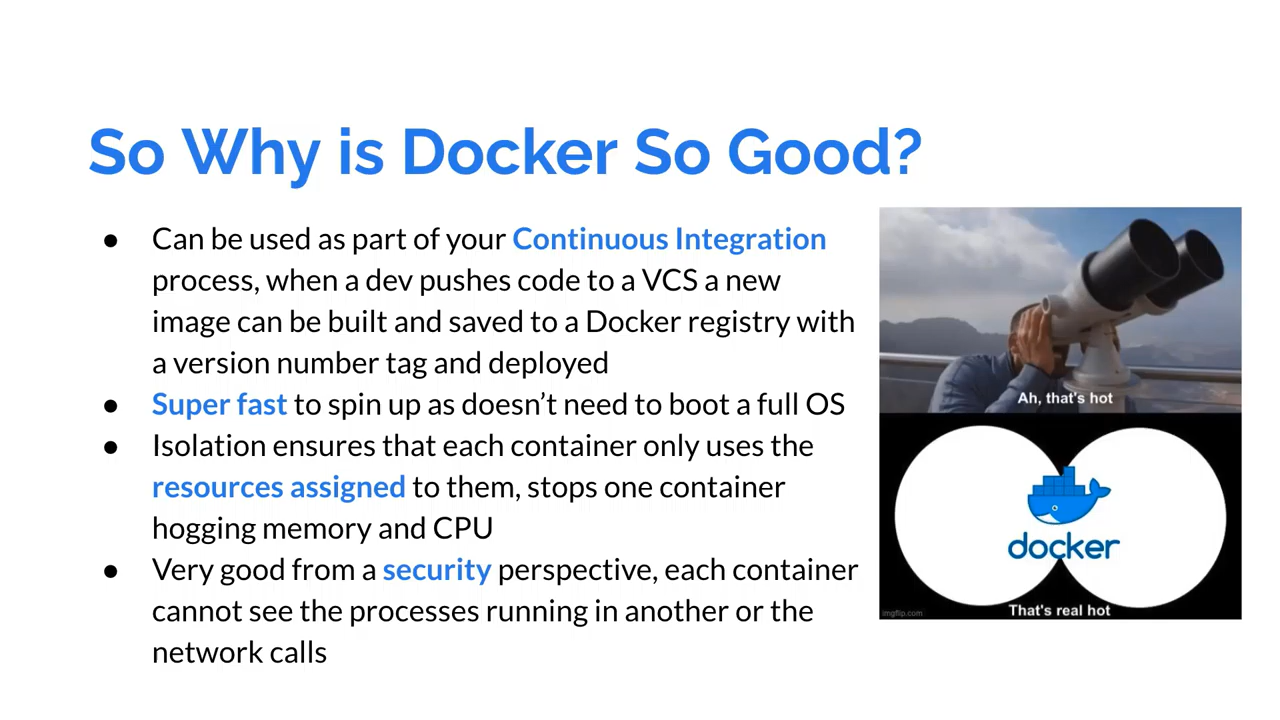 So Why is Docker So Good?
● Can be used as part of your Continuous Integration
process, when a dev pushes code to a VCS a new
image can be built and saved to a Docker registry with
a version number tag and deployed
● Super fast to spin up as doesn’t need to boot a full OS
● Isolation ensures that each container only uses the
resources assigned to them, stops one container
hogging memory and CPU
● Very good from a security perspective, each container
cannot see the processes running in another or the
network calls
Ah, that's hot
docker
That's real hot
imgflip.com